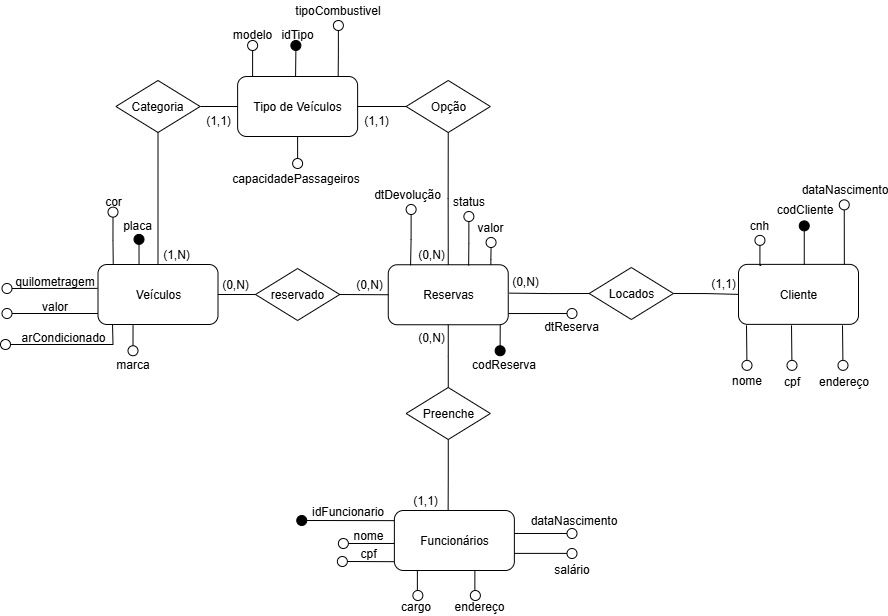 tipoCombustivel
modelo
idTipo
Categoria
Tipo de Veículos
Opção
(1,1)
(1,1)
capacidadePassageiros
dataNascimento
dtDevolução
status
codCliente
cor
placa
valor
cnh
(1,N)
(0,N)
quilometragem
valor
arCondicionado
Veículos
(0,N)
reservado
(0,N)
Reservas
(0,N)
Locados
(1,1)
Cliente
dtReserva
(0,N)
marca
codReserva
nome
cpf
endereço
Preenche
(1,1)
idFuncionario
nome
cpf
Funcionários
dataNascimento
salário
cargo
endereço